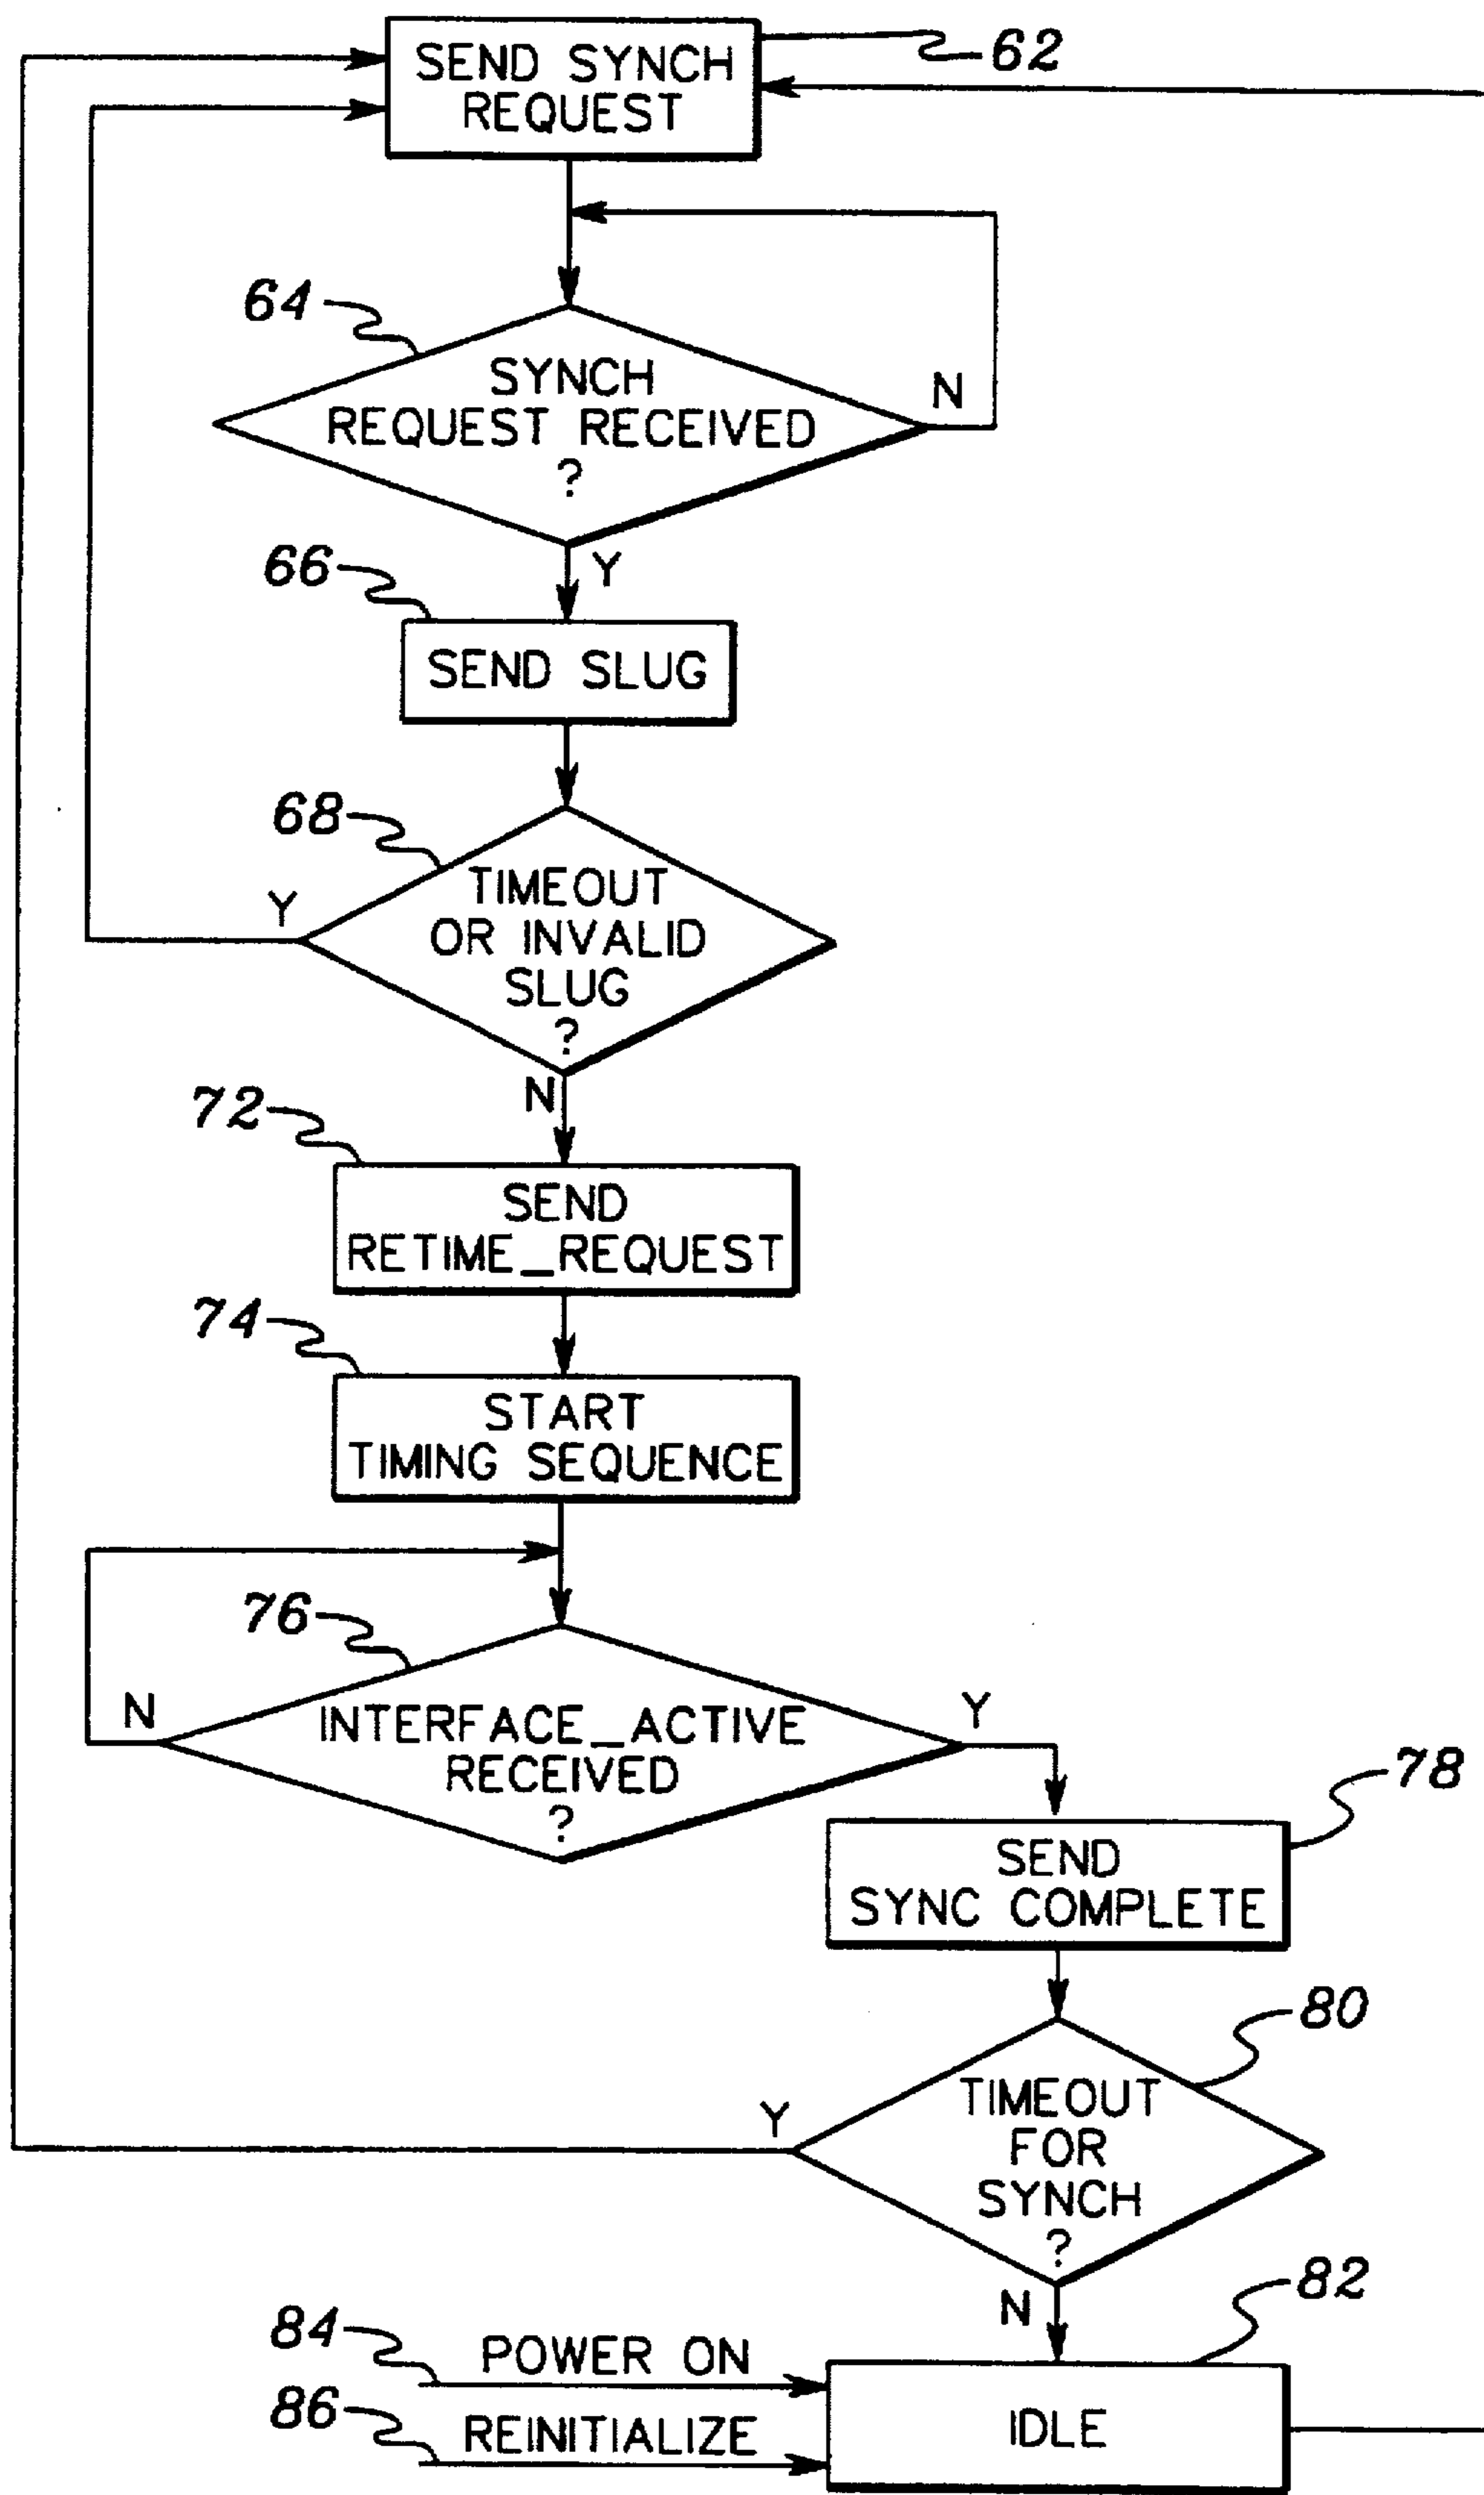 SEND SYNCH
REQUEST
62
64
SYNCH
REQUEST RECEIVED
?
N
Y
66
SEND SLUG
68
TIMEOUT
OR INVALID
SLUG
?
Y
N
72
SEND
RETIME_REQUEST
74
START
TIMING SEQUENCE
76
INTERFACE_ACTIVE
RECEIVED
?
N
Y
78
SEND
SYNC COMPLETE
80
TIMEOUT
FOR
SYNCH
?
Y
N
82
84
POWER ON
86
REINITIALIZE
IDLE